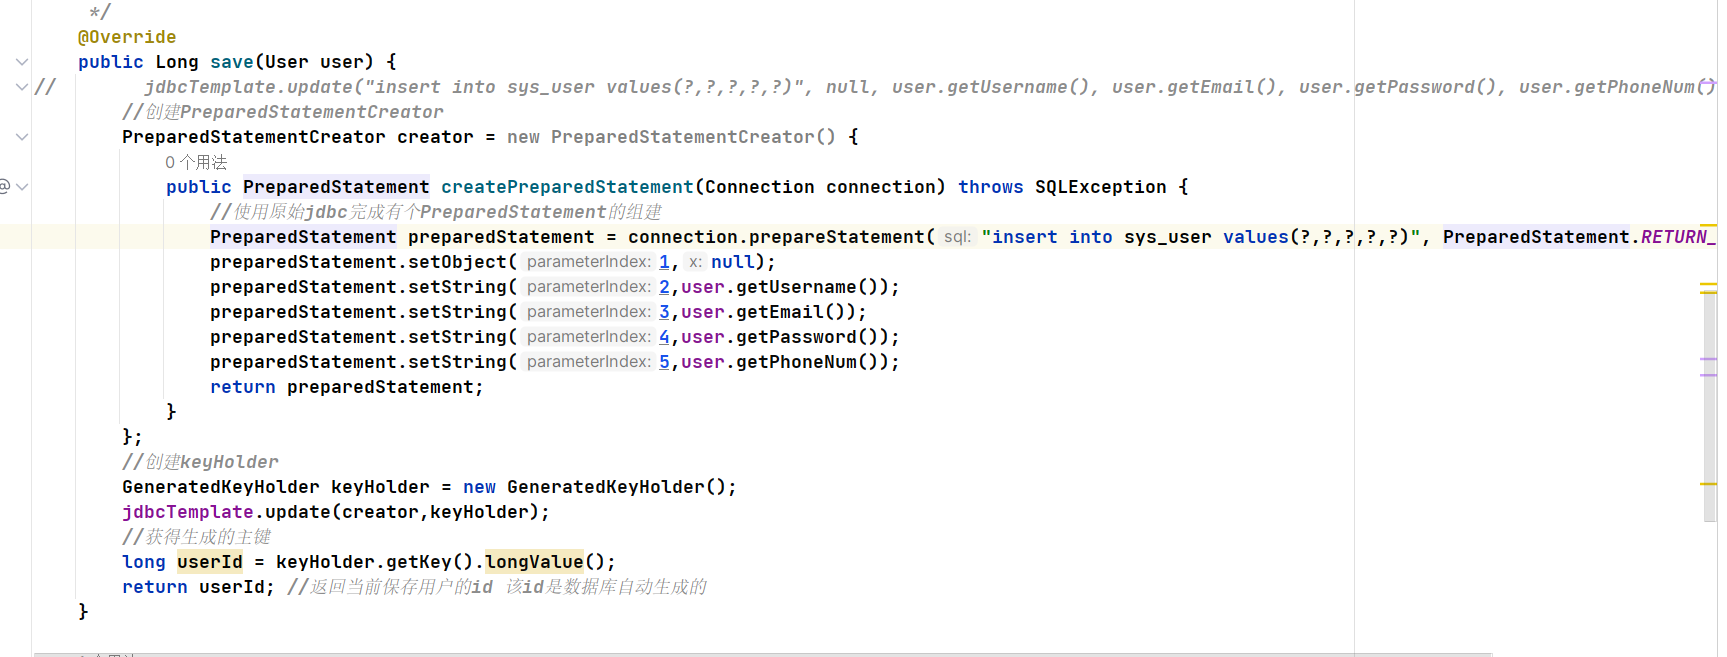 */
@Override
public Long save(User user) {
//        jdbcTemplate.update("insert into sys_user values(?,?,?,?,?)", null, user.getUsername(), user.getEmail(), user.getPassword(), user.getPhoneNum()
//创建PreparedStatementCreator
PreparedStatementCreator creator = new PreparedStatementCreator() {
0 个用法
public PreparedStatement createPreparedStatement(Connection connection) throws SQLException {
//使用原始jdbc完成有个PreparedStatement的组建
PreparedStatement preparedStatement = connection.prepareStatement( sql: "insert into sys_user values(?,?,?,?,?)", PreparedStatement.RETURN_
preparedStatement.setObject( parameterIndex: 1, x: null);
preparedStatement.setString( parameterIndex: 2,user.getUsername());
preparedStatement.setString( parameterIndex: 3,user.getEmail());
preparedStatement.setString( parameterIndex: 4,user.getPassword());
preparedStatement.setString( parameterIndex: 5,user.getPhoneNum());
return preparedStatement;
}
};
//创建keyHolder
GeneratedKeyHolder keyHolder = new GeneratedKeyHolder();
jdbcTemplate.update(creator,keyHolder);
//获得生成的主键
long userId = keyHolder.getKey().longValue();
return userId; //返回当前保存用户的id 该id是数据库自动生成的
}